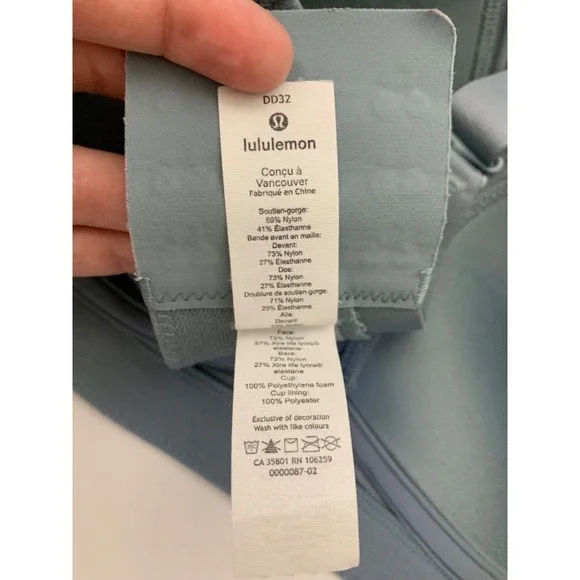 DD32
lululemon
Conçu à
Vancouver
Fabriqué en Chine
Soutien-gorge:
59% Nylon
41% Élasthanne
Bande avant en maille:
Devant:
73% Nylon
27% Élasthanne
Dos:
73% Nylon
27% Élasthanne
Doublure de soutien-gorge:
71% Nylon
29% Élasthanne
Aile:
Devant:
Face:
73% Nylon
Xtra life lycra®
elastane
Back:
73% Nylon
27% Xtra life lycra®
elastane
Cup:
100% Polyethylene foam
Cup lining:
100% Polyester
Exclusive of decoration
Wash with like colours
CA 35801 RN 106259
0000087-02